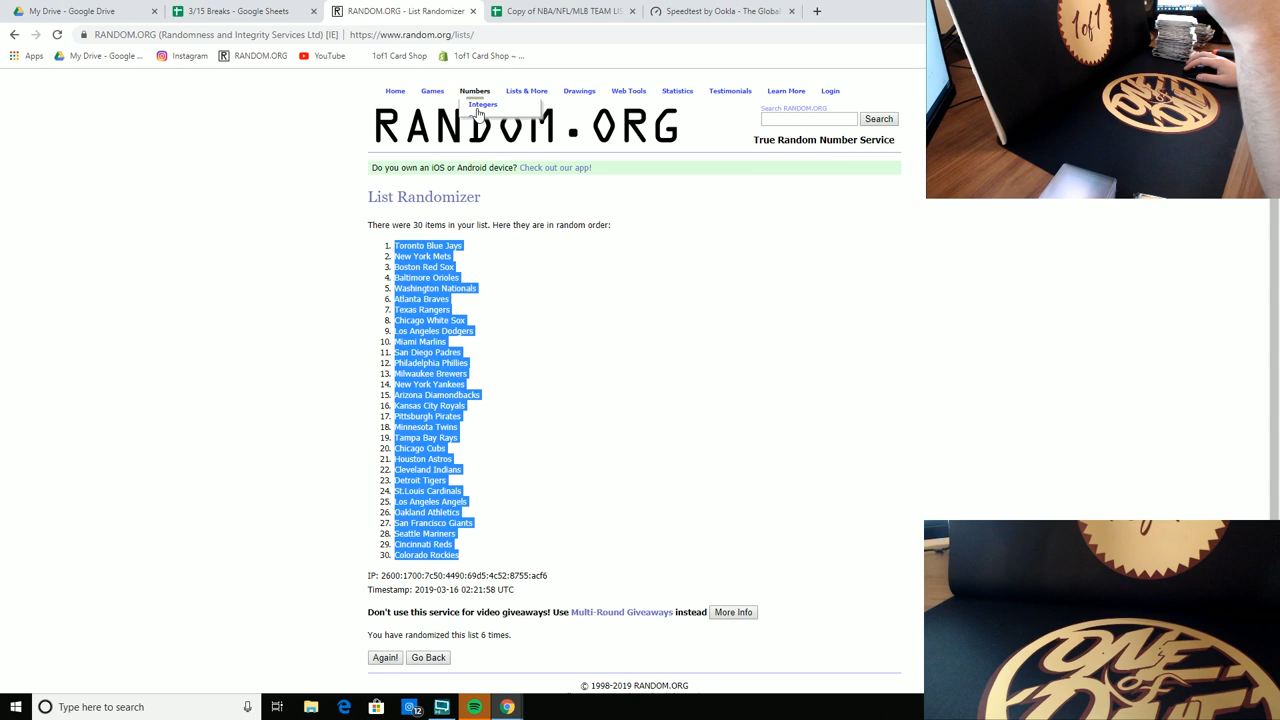 My Drive - Google Drive
3/15 Breaks - Google Sheets
RANDOM.ORG - List Randomizer
Copy of NBA/NFL/MLB TEAM LIS
Speedtest by Ookla - The Global
RANDOM.ORG (Randomness and Integrity Services Ltd) [IE] | https://www.random.org/lists/
Apps
My Drive - Google ...
Instagram
RANDOM.ORG
YouTube
1of1 Card Shop
1of1 Card Shop – ...
Home Games Numbers Lists & More Drawings Web Tools Statistics Testimonials Learn More Login
Integers
Search RANDOM.ORG
Search
RANDOM.ORG
True Random Number Service
Do you own an iOS or Android device? Check out our app!
List Randomizer
There were 30 items in your list. Here they are in random order:
1. Toronto Blue Jays
2. New York Mets
3. Boston Red Sox
4. Baltimore Orioles
5. Washington Nationals
6. Atlanta Braves
7. Texas Rangers
8. Chicago White Sox
9. Los Angeles Dodgers
10. Miami Marlins
11. San Diego Padres
12. Philadelphia Phillies
13. Milwaukee Brewers
14. New York Yankees
15. Arizona Diamondbacks
16. Kansas City Royals
17. Pittsburgh Pirates
18. Minnesota Twins
19. Tampa Bay Rays
20. Chicago Cubs
21. Houston Astros
22. Cleveland Indians
23. Detroit Tigers
24. St.Louis Cardinals
25. Los Angeles Angels
26. Oakland Athletics
27. San Francisco Giants
28. Seattle Mariners
29. Cincinnati Reds
30. Colorado Rockies
IP: 2600:1700:7c50:4490:69d5:4c52:8755:acf6
Timestamp: 2019-03-16 02:21:58 UTC
Don't use this service for video giveaways! Use Multi-Round Giveaways instead More Info
You have randomized this list 6 times.
Again! Go Back
© 1998-2019 RANDOM.ORG
Type here to search
12
1of1
ONE OF ONE
ONE OF